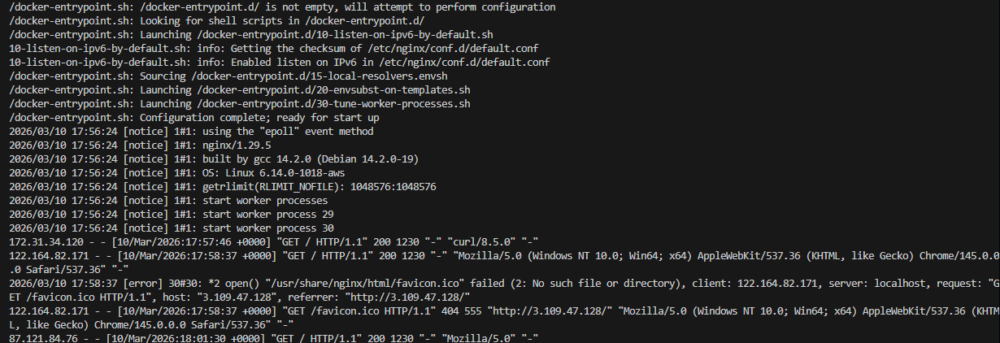 /docker-entrypoint.sh: /docker-entrypoint.d/ is not empty, will attempt to perform configuration
/docker-entrypoint.sh: Looking for shell scripts in /docker-entrypoint.d/
/docker-entrypoint.sh: Launching /docker-entrypoint.d/10-listen-on-ipv6-by-default.sh
10-listen-on-ipv6-by-default.sh: info: Getting the checksum of /etc/nginx/conf.d/default.conf
10-listen-on-ipv6-by-default.sh: info: Enabled listen on IPv6 in /etc/nginx/conf.d/default.conf
/docker-entrypoint.sh: Sourcing /docker-entrypoint.d/15-local-resolvers.envsh
/docker-entrypoint.sh: Launching /docker-entrypoint.d/20-envsubst-on-templates.sh
/docker-entrypoint.sh: Launching /docker-entrypoint.d/30-tune-worker-processes.sh
/docker-entrypoint.sh: Configuration complete; ready for start up
2026/03/10 17:56:24 [notice] 1#1: using the "epoll" event method
2026/03/10 17:56:24 [notice] 1#1: nginx/1.29.5
2026/03/10 17:56:24 [notice] 1#1: built by gcc 14.2.0 (Debian 14.2.0-19)
2026/03/10 17:56:24 [notice] 1#1: OS: Linux 6.14.0-1018-aws
2026/03/10 17:56:24 [notice] 1#1: getrlimit(RLIMIT_NOFILE): 1048576:1048576
2026/03/10 17:56:24 [notice] 1#1: start worker processes
2026/03/10 17:56:24 [notice] 1#1: start worker process 29
2026/03/10 17:56:24 [notice] 1#1: start worker process 30
172.31.34.120 - - [10/Mar/2026:17:57:46 +0000] "GET / HTTP/1.1" 200 1230 "-" "curl/8.5.0" "-"
122.164.82.171 - - [10/Mar/2026:17:58:37 +0000] "GET / HTTP/1.1" 200 1230 "-" "Mozilla/5.0 (Windows NT 10.0; Win64; x64) AppleWebKit/537.36 (KHTML, like Gecko) Chrome/145.0.0
.0 Safari/537.36" "-"
2026/03/10 17:58:37 [error] 30#30: *2 open() "/usr/share/nginx/html/favicon.ico" failed (2: No such file or directory), client: 122.164.82.171, server: localhost, request: "G
ET /favicon.ico HTTP/1.1", host: "3.109.47.128", referrer: "http://3.109.47.128/"
122.164.82.171 - - [10/Mar/2026:17:58:37 +0000] "GET /favicon.ico HTTP/1.1" 404 555 "http://3.109.47.128/" "Mozilla/5.0 (Windows NT 10.0; Win64; x64) AppleWebKit/537.36 (KHTM
L, like Gecko) Chrome/145.0.0.0 Safari/537.36" "-"
87.121.84.76 - - [10/Mar/2026:18:01:30 +0000] "GET / HTTP/1.1" 200 1230 "-" "Mozilla/5.0" "-"